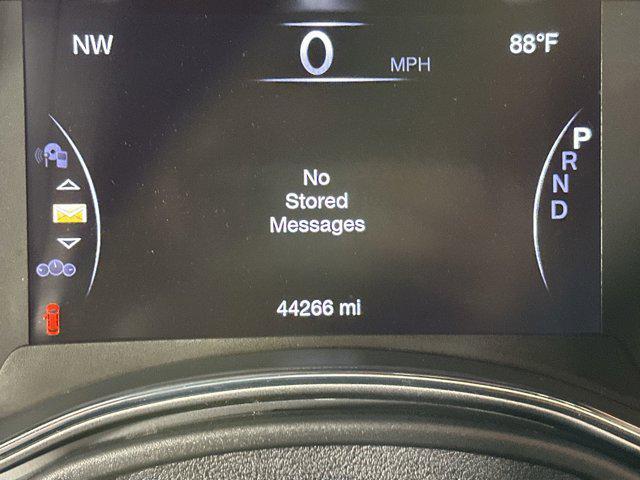 NW
0 MPH
88°F
P
R
N
D
No
Stored
Messages
44266 mi